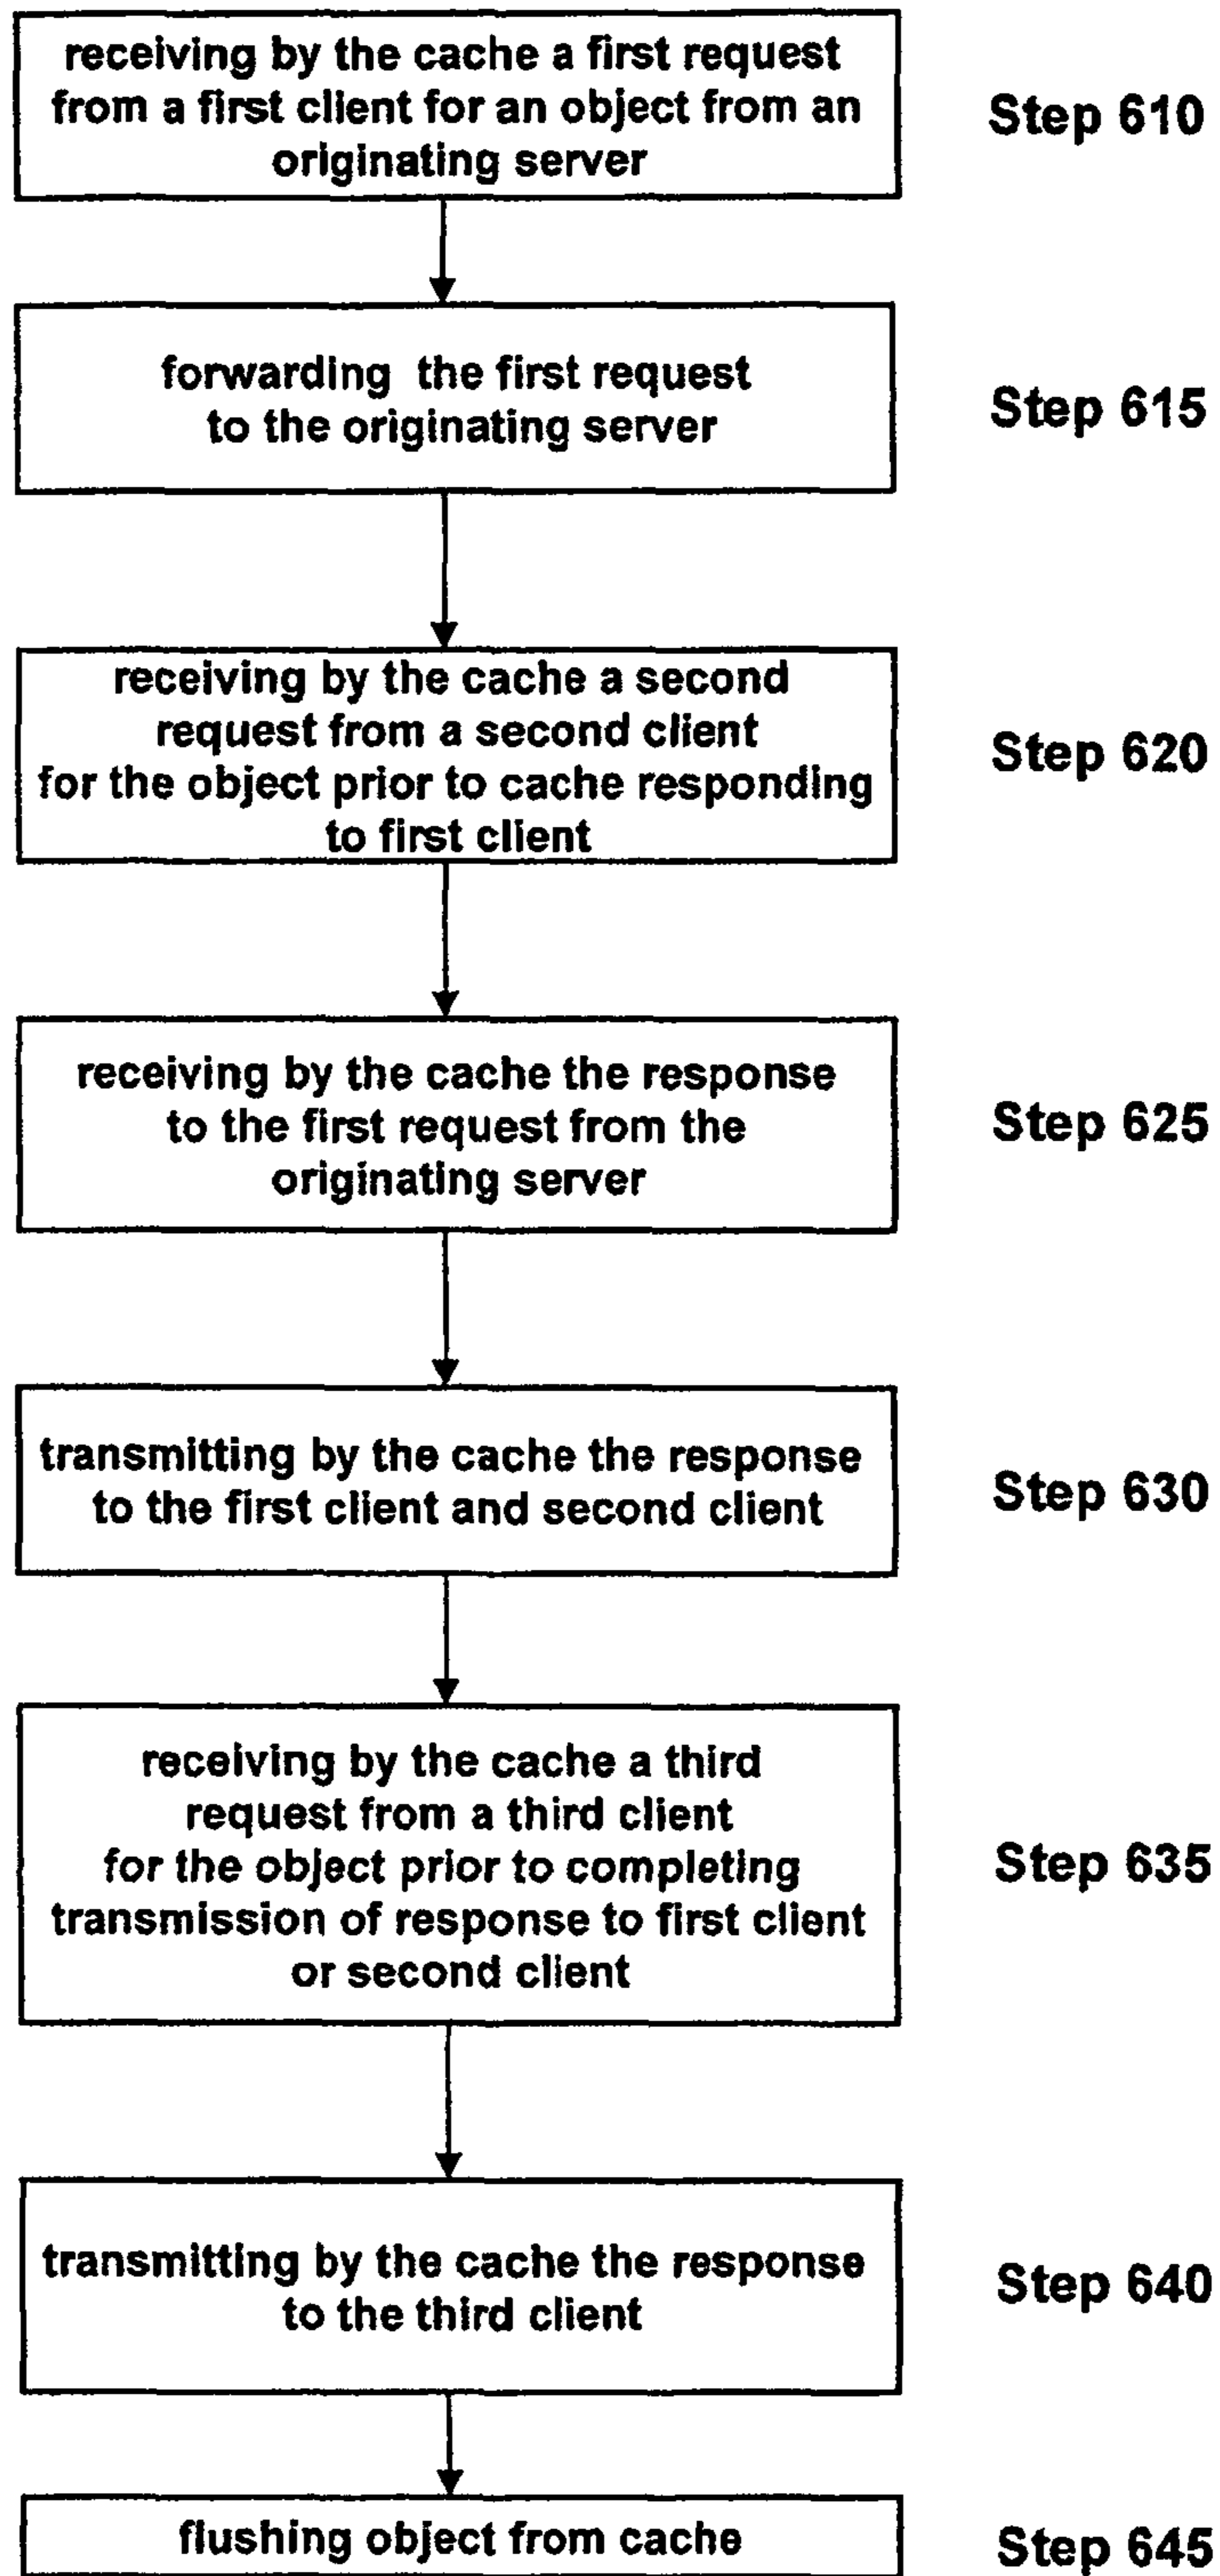 receiving by the cache a first request
from a first client for an object from an
originating server
Step 610
forwarding the first request
to the originating server
Step 615
receiving by the cache a second
request from a second client
for the object prior to cache responding
to first client
Step 620
receiving by the cache the response
to the first request from the
originating server
Step 625
transmitting by the cache the response
to the first client and second client
Step 630
receiving by the cache a third
request from a third client
for the object prior to completing
transmission of response to first client
or second client
Step 635
transmitting by the cache the response
to the third client
Step 640
flushing object from cache
Step 645